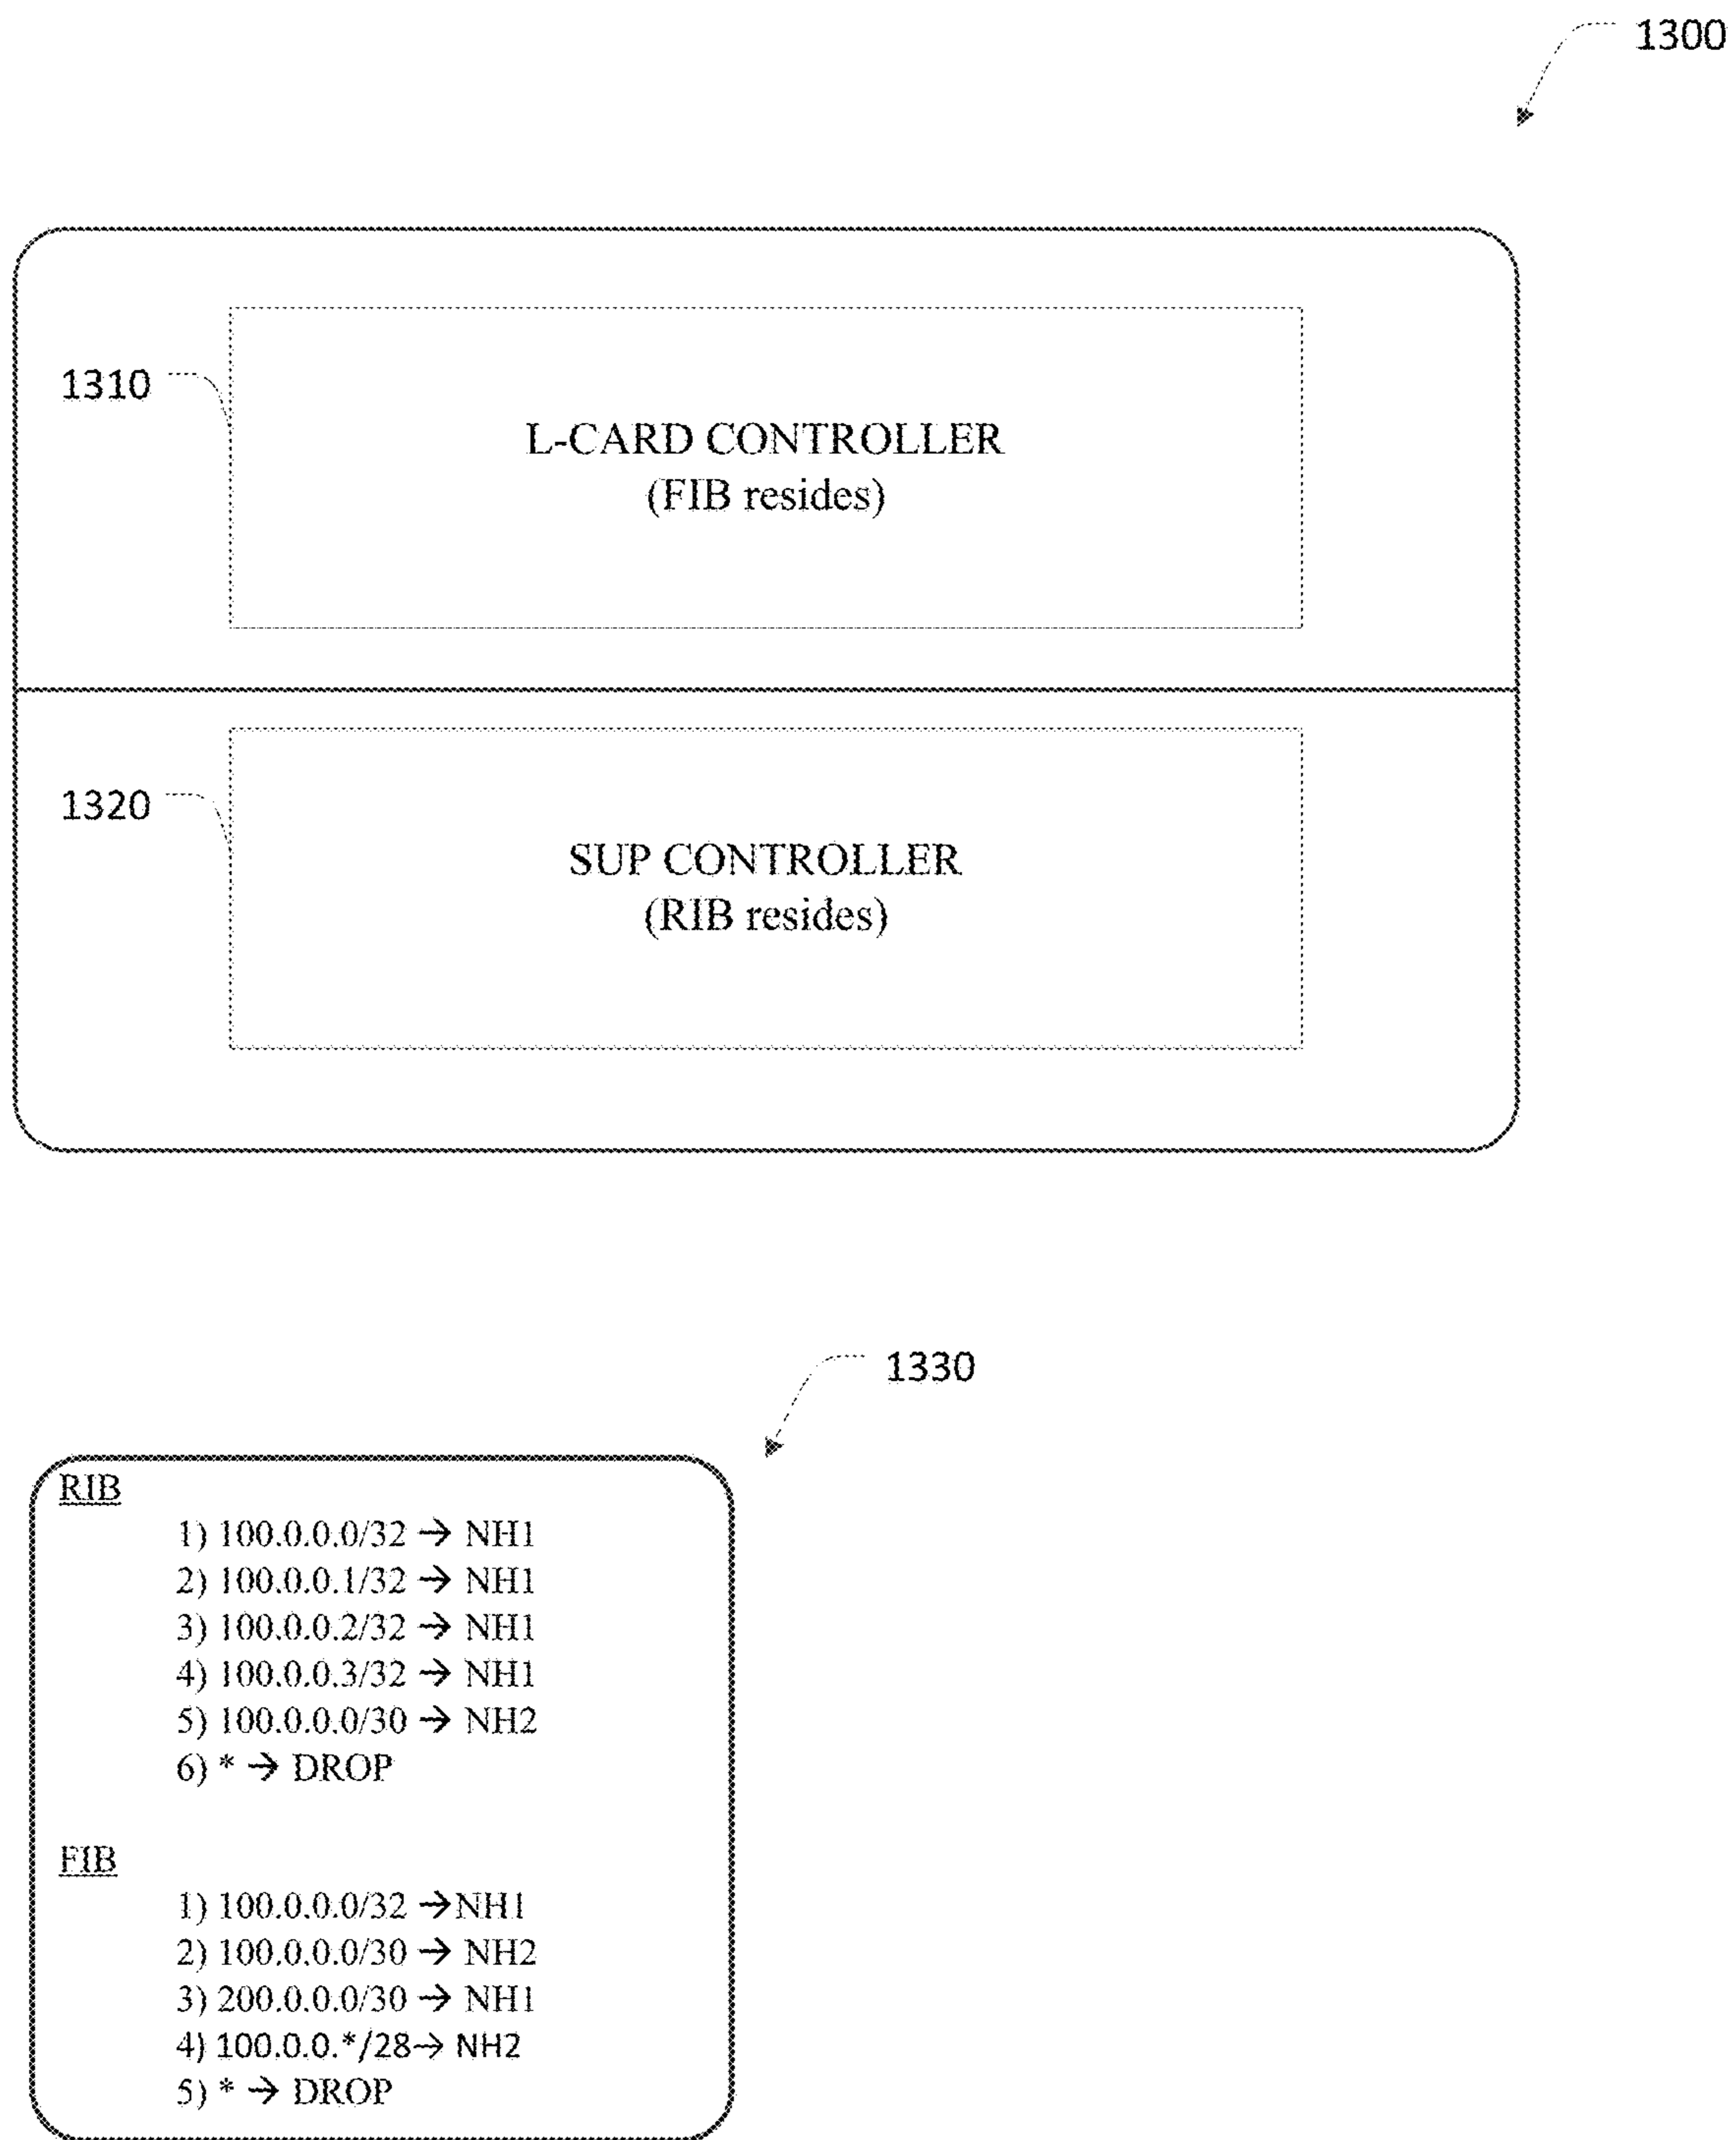 1300
1310
L-CARD CONTROLLER
(FIB resides)
1320
SUP CONTROLLER
(RIB resides)
1330
RIB
1) 100.0.0.0/32 → NH1
2) 100.0.0.1/32 → NH1
3) 100.0.0.2/32 → NH1
4) 100.0.0.3/32 → NH1
5) 100.0.0.0/30 → NH2
6) * → DROP
FIB
1) 100.0.0.0/32 →NH1
2) 100.0.0.0/30 → NH2
3) 200.0.0.0/30 → NH1
4) 100.0.0.*/28→ NH2
5) * → DROP